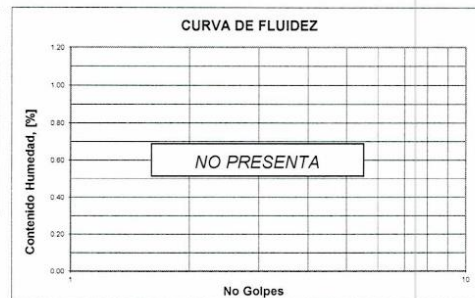 CURVA DE FLUIDEZ
1.20
1.00
0.80
0.60
0.40
0.20
0.00
Contenido Humedad, [%]
NO PRESENTA
1
10
No Golpes